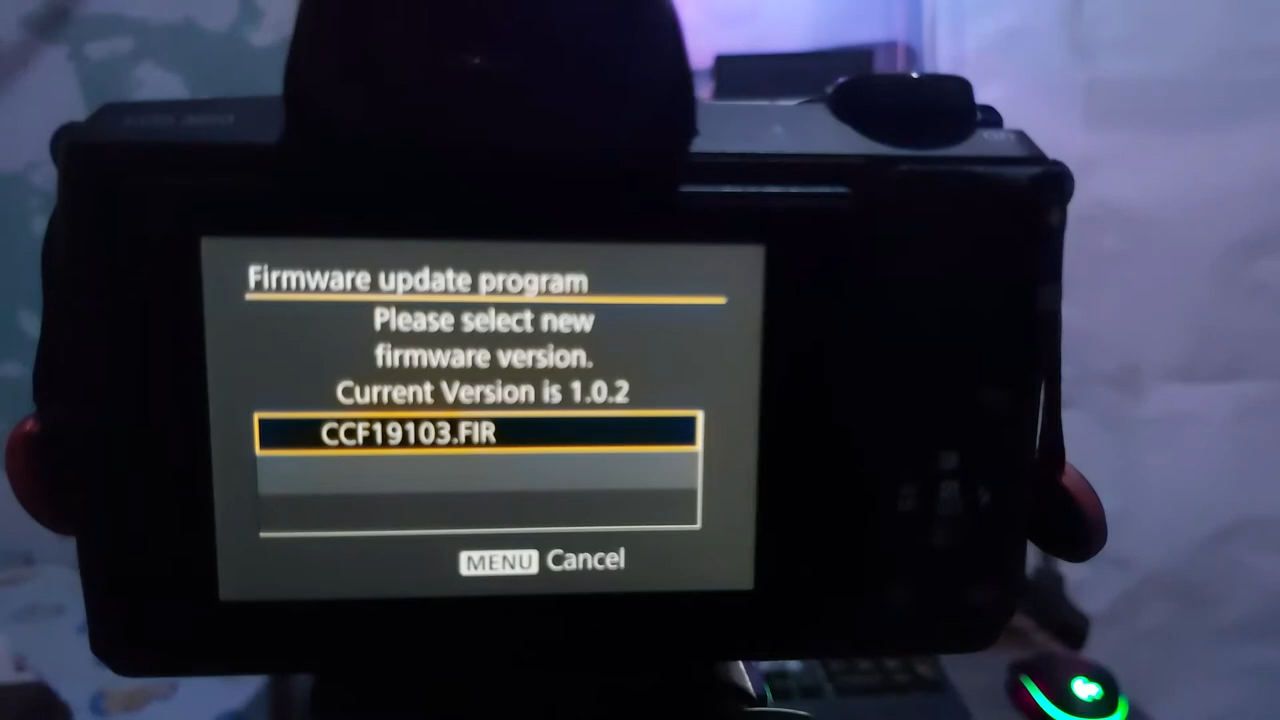 Firmware update program
Please select new
firmware version.
Current Version is 1.0.2
CCF19103.FIR
MENU Cancel